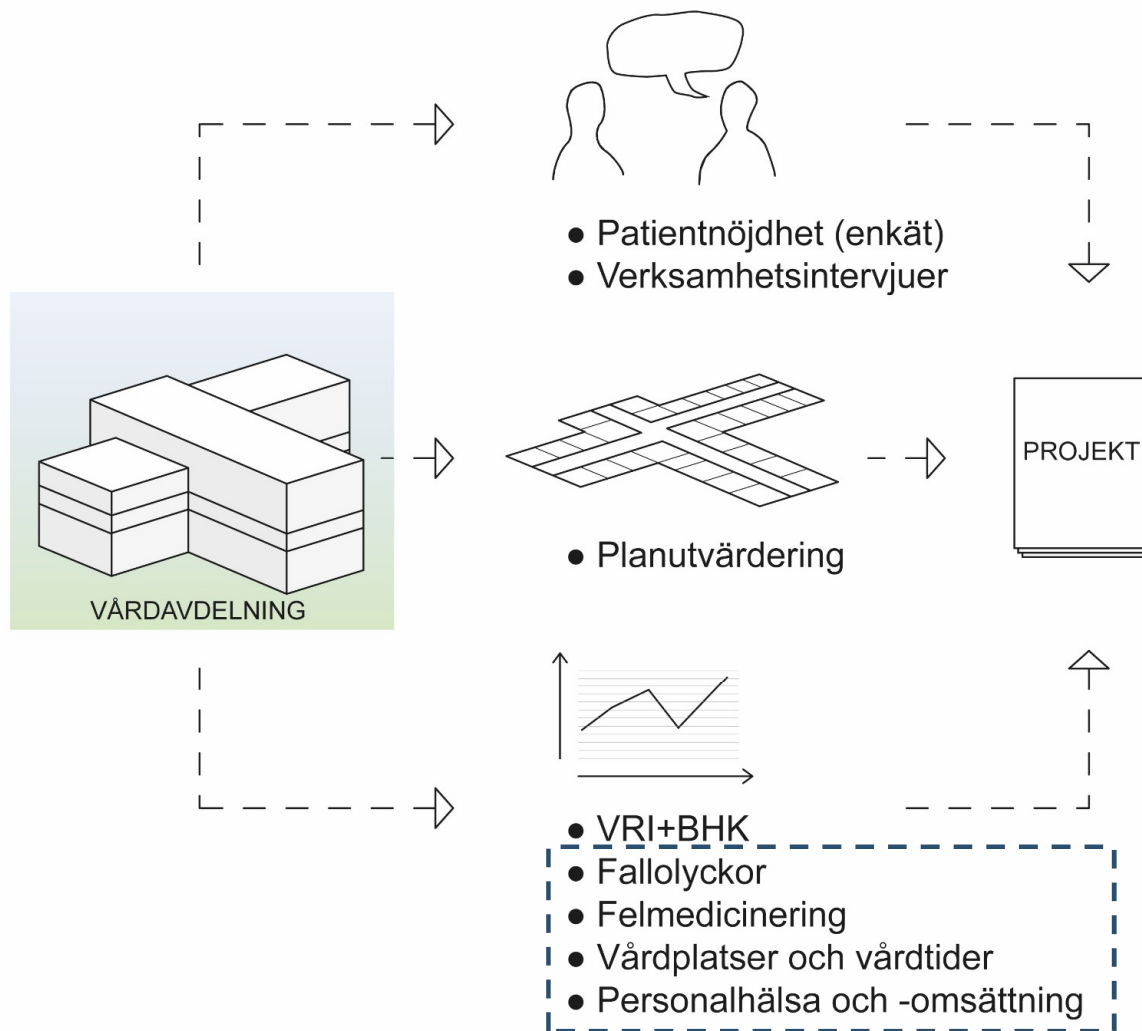 ● Patientnöjdhet (enkät)
● Verksamhetsintervjuer
VÅRDAVDELNING
● Planutvärdering
PROJEKT
● VRI+BHK
● Fallolyckor
● Felmedicinering
● Vårdplatser och vårdtider
● Personalhälsa och -omsättning